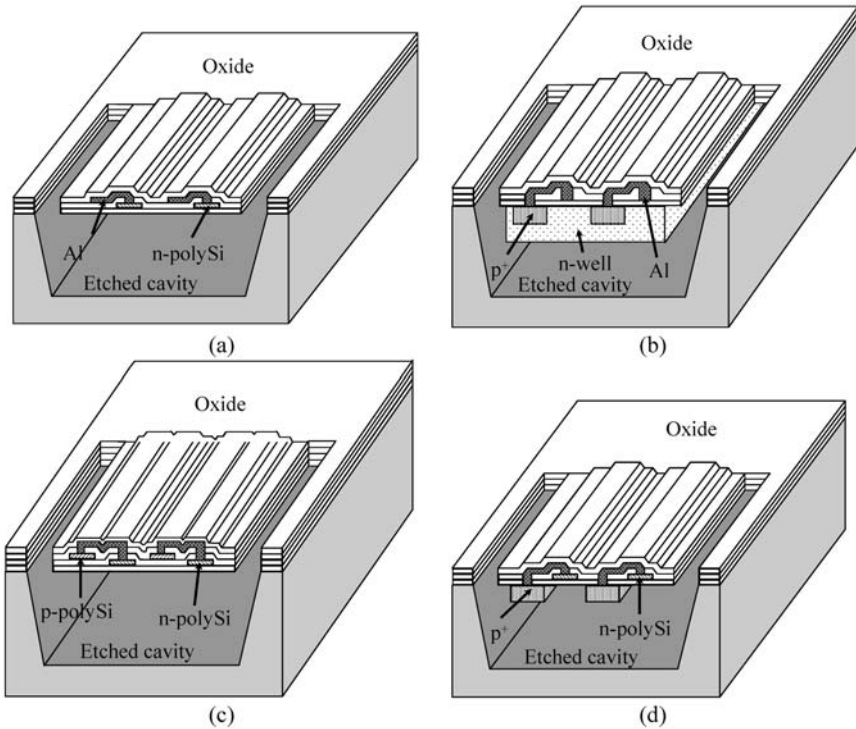 Oxide
Al
n-polySi
Etched cavity
(a)
Oxide
p+
n-well
Al
Etched cavity
(b)
Oxide
p-polySi
n-polySi
Etched cavity
(c)
Oxide
p+
n-polySi
Etched cavity
(d)